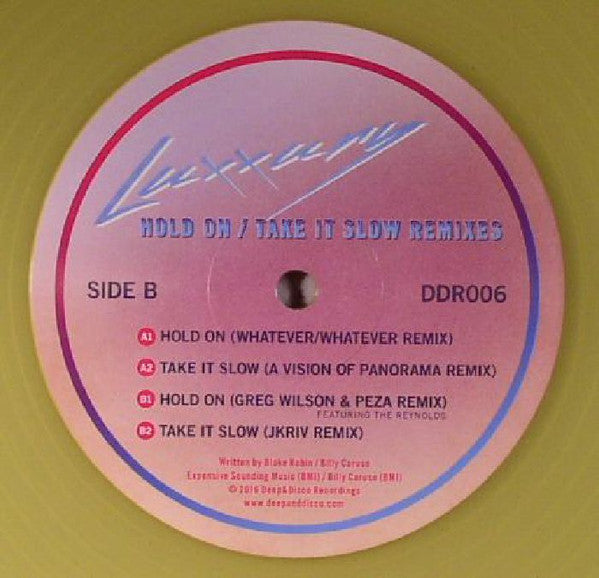 Luxxury
HOLD ON / TAKE IT SLOW REMIXES
SIDE B
DDR006
A1 HOLD ON (WHATEVER/WHATEVER REMIX)
A2 TAKE IT SLOW (A VISION OF PANORAMA REMIX)
B1 HOLD ON (GREG WILSON & PEZA REMIX)
FEATURING THE REYNOLDS
B2 TAKE IT SLOW (JKRIV REMIX)
Written by Blake Robin / Billy Caruso
Expensive Sounding Music (BMI) / Billy Caruso (BMI)
© 2016 Deep&Disco Recordings
www.deepanddisco.com